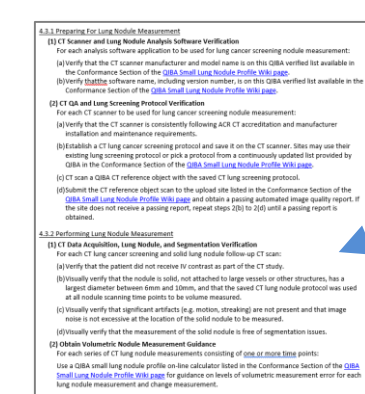 4.3.1 Preparing For Lung Nodule Measurement
(1) CT Scanner and Lung Nodule Analysis Software Verification
For each analysis software application to be used for lung cancer screening nodule measurement:
(a)Verify that the CT scanner manufacturer and model name is on this QIBA verified list available in
the Conformance Section of the QIBA Small Lung Nodule Profile Wiki page.
(b)Verify thatthe software name, including version number, is on this QIBA verified list available in the
Conformance Section of the QIBA Small Lung Nodule Profile Wiki page.
(2) CT QA and Lung Screening Protocol Verification
For each CT scanner to be used for lung cancer screening nodule measurement:
(a)Verify that the CT scanner is consistently following ACR CT accreditation and manufacturer
installation and maintenance requirements.
(b)Establish a CT lung cancer protocol and save it on the CT scanner. Sites may use their
existing lung screening protocol or pick a protocol from a continuously updated list provided by
QIBA in the Conformance Section of the QIBA Small Lung Nodule Profile Wiki page.
(c) CT scan a QIBA CT reference object with the saved CT lung screening protocol.
(d)Submit the CT reference object scan to the upload site listed in the Conformance Section of the
QIBA Small Lung Nodule Profile Wiki page and obtain a passing automated image quality report. If
the site does not receive a passing report, repeat steps 2(b) to 2(d) until a passing report is
obtained.
4.3.2 Performing Lung Nodule Measurement
(1) CT Data Acquisition, Lung Nodule, and Segmentation Verification
For each CT lung cancer screening and solid nodule follow-up CT scan:
(a)Verify that the patient did not receive IV contrast as part of the CT study.
(b)Visually verify that the nodule is solid, not attached to large vessels or other structures, has a
largest diameter between 6mm and 10mm, and that the saved CT lung nodule protocol was used
at all nodule scanning time points to be volume measured.
(c) Visually verify that significant artifacts (e.g. motion, streaking) are not present and that image
noise is not excessive at the location of the solid nodule to be measured.
(d)Visually verify that the measurement of the solid nodule is free of segmentation issues.
(2) Obtain Volumetric Nodule Measurement Guidance
For each series of CT lung nodule measurements consisting of one or more time points:
Use a QIBA small lung nodule profile on-line calculator listed in the Conformance Section of the QIBA
Small Lung Nodule Profile Wiki page for guidance on levels of volumetric measurement error for each
lung nodule measurement and change measurement.